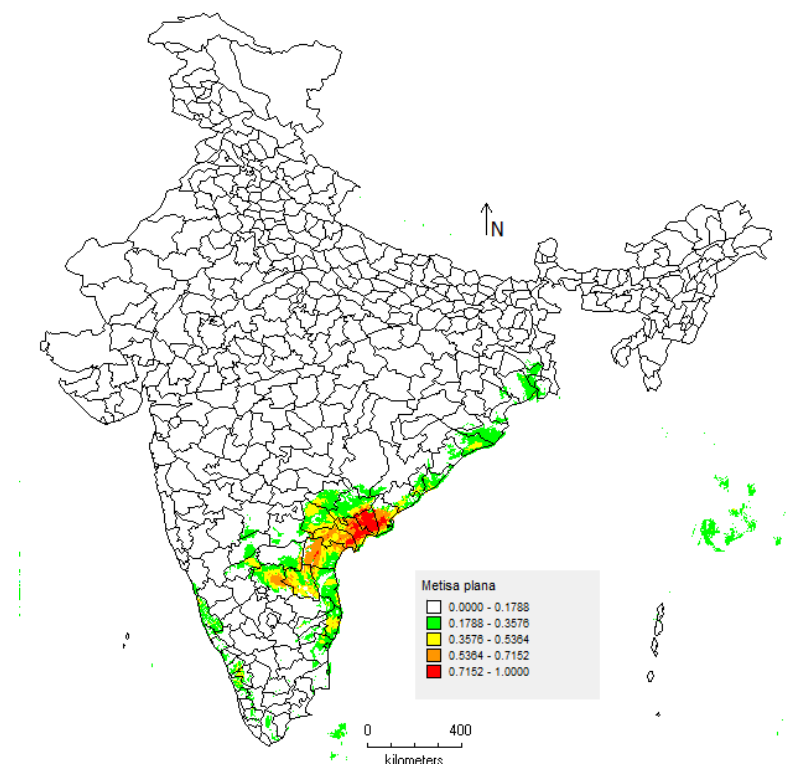 N
Metisa plana
0.0000 - 0.1788
0.1788 - 0.3576
0.3576 - 0.5364
0.5364 - 0.7152
0.7152 - 1.0000
0 400
kilometers